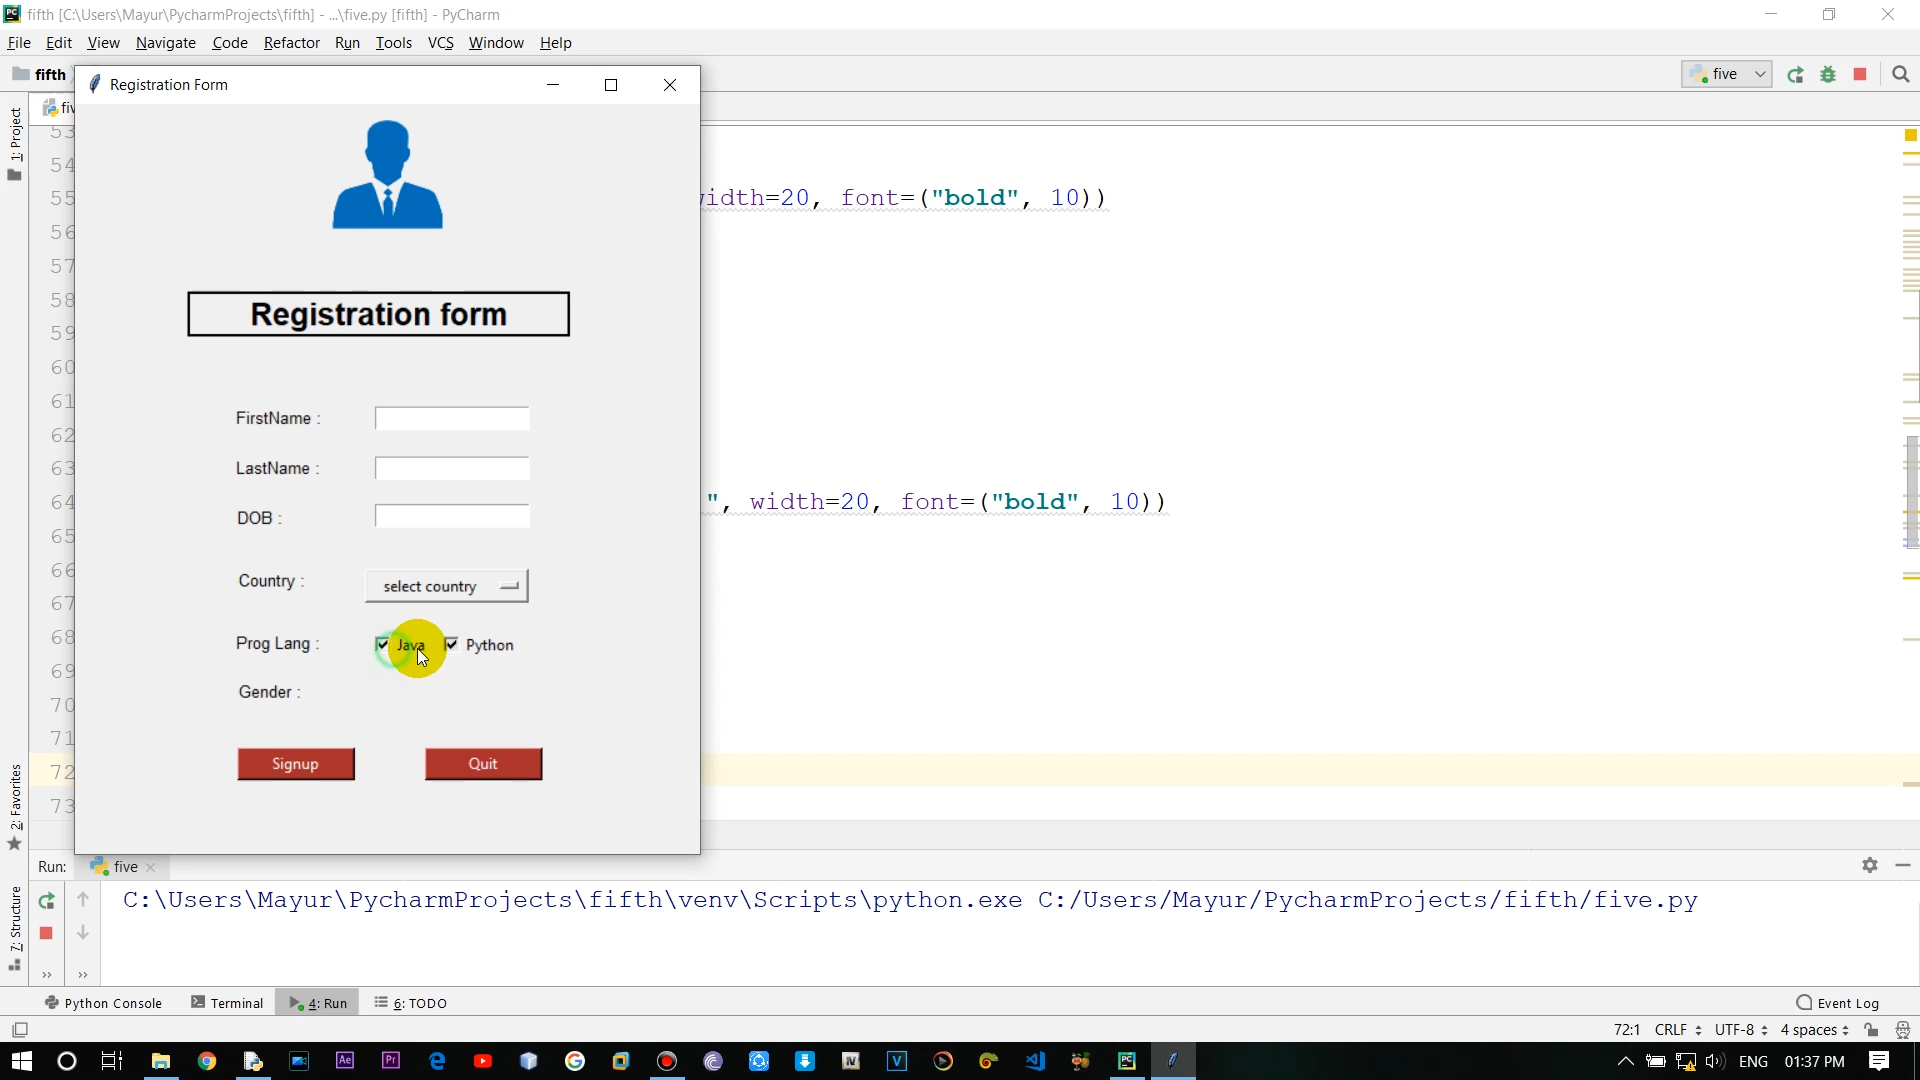 fifth [C:\Users\Mayur\PycharmProjects\fifth] - ...\five.py [fifth] - PyCharm
File Edit View Navigate Code Refactor Run Tools VCS Window Help
fifth
five
Registration Form
1: Project
53
54
55
width=20, font=("bold", 10))
56
57
58
59
60
61
62
63
64
", width=20, font=("bold", 10))
65
66
67
68
69
70
71
72
73
Registration form
FirstName :
LastName :
DOB :
Country :
select country
Prog Lang :
Java
Python
Gender :
Signup
Quit
2: Favorites
7: Structure
Run:
five
C:\Users\Mayur\PycharmProjects\fifth\venv\Scripts\python.exe C:/Users/Mayur/PycharmProjects/fifth/five.py
Python Console
Terminal
4: Run
6: TODO
Event Log
72:1 CRLF UTF-8 4 spaces
Ae
Pr
ENG
01:37 PM